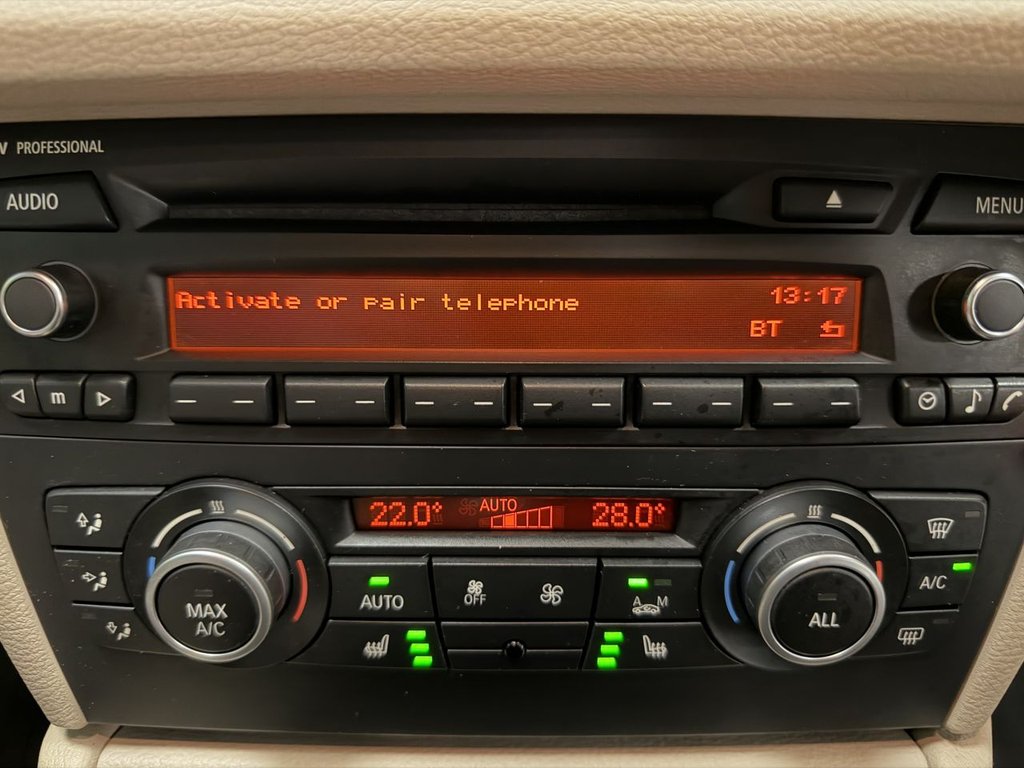 PROFESSIONAL
AUDIO
MENU
Activate or pair telephone 13:17
BT
m
22.0° AUTO 28.0°
AUTO
OFF
A M
A/C
MAX
A/C
ALL